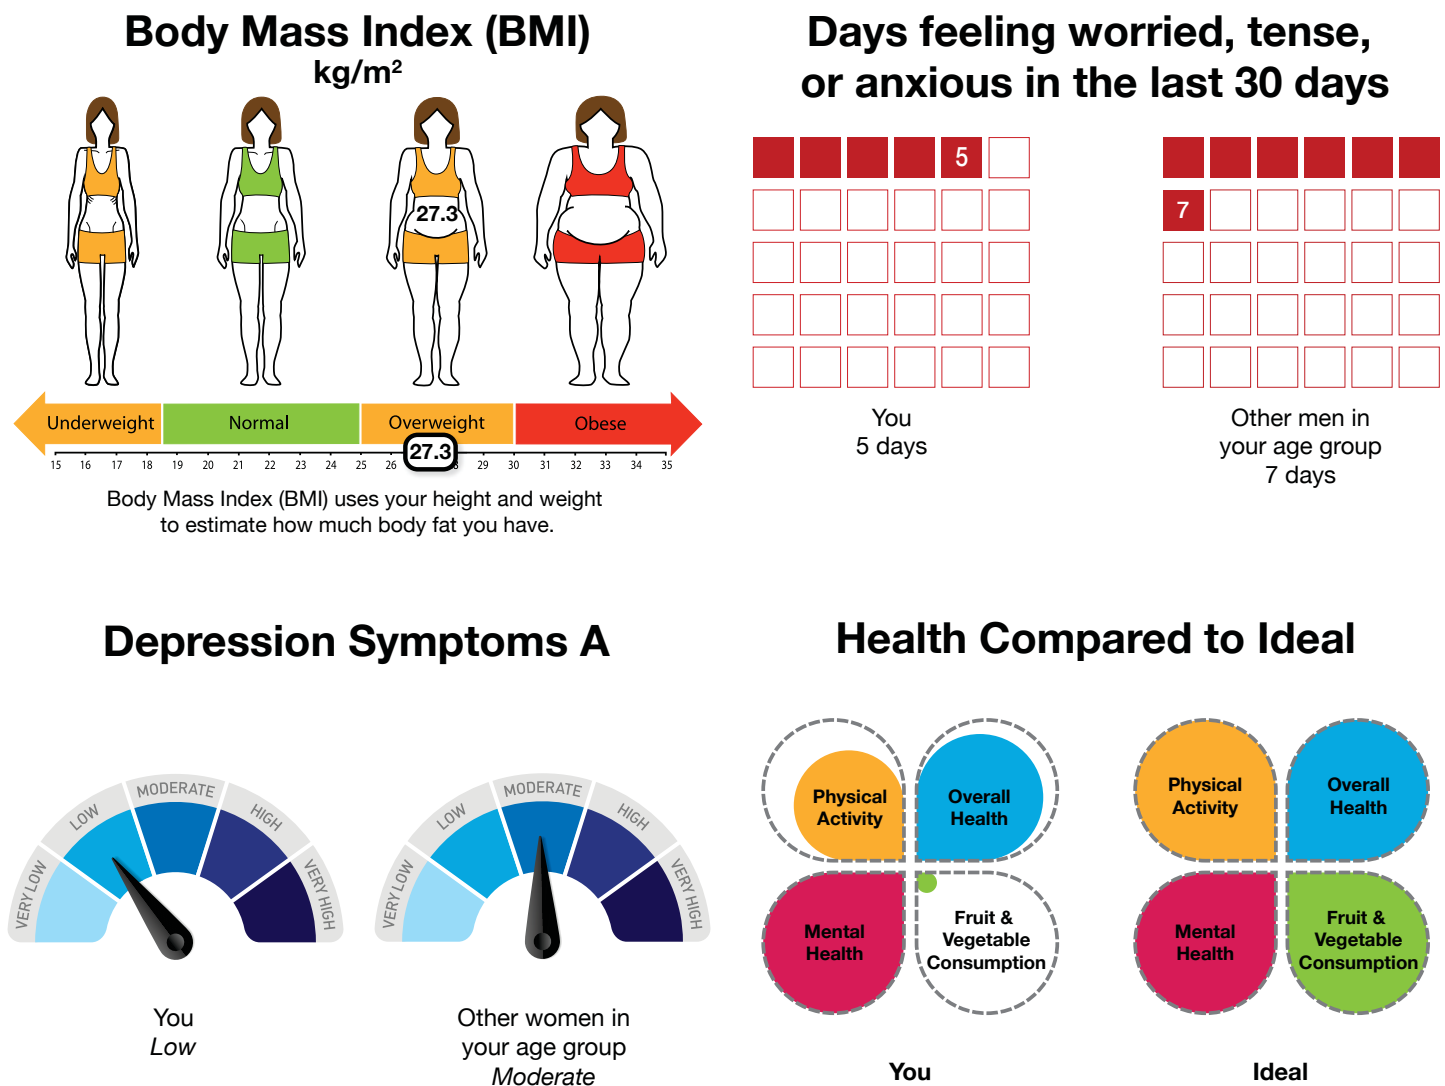 Body Mass Index (BMI)
kg/m²
27.3
Underweight
Normal
Overweight
Obese
27.3
15 16 17 18 19 20 21 22 23 24 25 26 28 29 30 31 32 33 34 35
Body Mass Index (BMI) uses your height and weight
to estimate how much body fat you have.
Days feeling worried, tense,
or anxious in the last 30 days
5
You
5 days
7
Other men in
your age group
7 days
Depression Symptoms A
VERY LOW
LOW
MODERATE
HIGH
VERY HIGH
You
Low
VERY LOW
LOW
MODERATE
HIGH
VERY HIGH
Other women in
your age group
Moderate
Health Compared to Ideal
Physical
Activity
Overall
Health
Mental
Health
Fruit &
Vegetable
Consumption
You
Physical
Activity
Overall
Health
Mental
Health
Fruit &
Vegetable
Consumption
Ideal